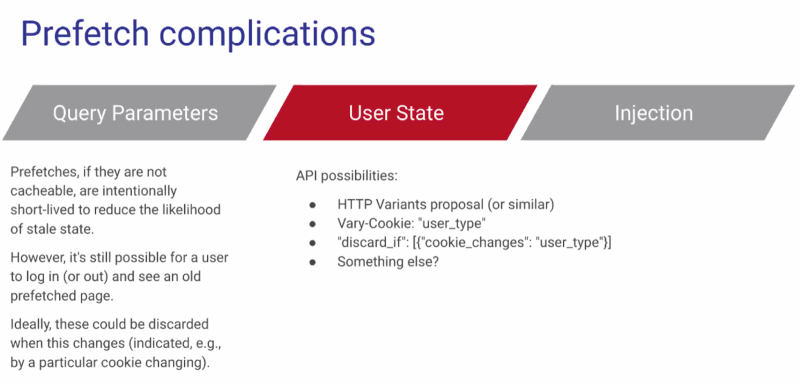 Prefetch complications
Query Parameters
User State
Injection
Prefetches, if they are not
cacheable, are intentionally
short-lived to reduce the likelihood
of stale state.
However, it's still possible for a user
to log in (or out) and see an old
prefetched page.
Ideally, these could be discarded
when this changes (indicated, e.g.,
by a particular cookie changing).
API possibilities:
● HTTP Variants proposal (or similar)
● Vary-Cookie: "user_type"
● "discard_if": [{"cookie_changes": "user_type"}]
● Something else?